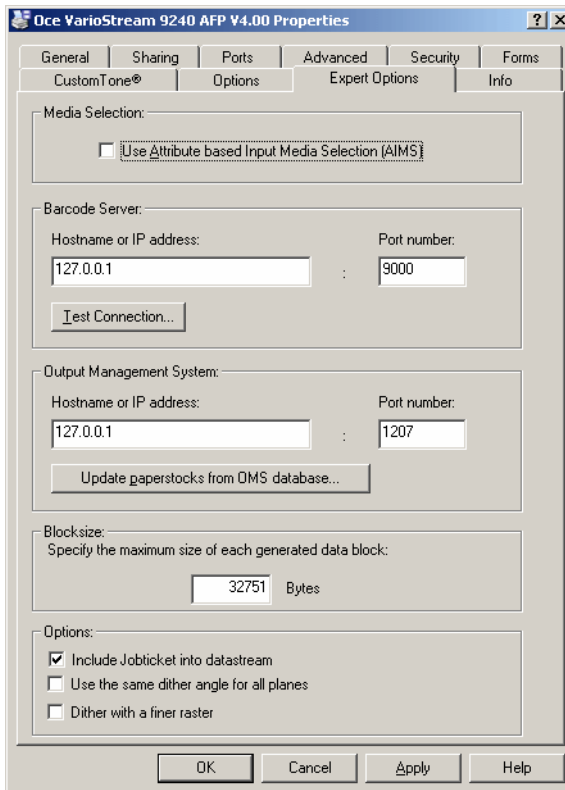 Oce VarioStream 9240 AFP V4.00 Properties
General Sharing Ports Advanced Security Forms
CustomTone® Options Expert Options Info
Media Selection:
Use Attribute based Input Media Selection (AIMS)
Barcode Server:
Hostname or IP address: Port number:
127.0.0.1 : 9000
Test Connection...
Output Management System:
Hostname or IP address: Port number:
127.0.0.1 : 1207
Update paperstocks from OMS database...
Blocksize:
Specify the maximum size of each generated data block:
32751 Bytes
Options:
Include Jobticket into datastream
Use the same dither angle for all planes
Dither with a finer raster
OK Cancel Apply Help